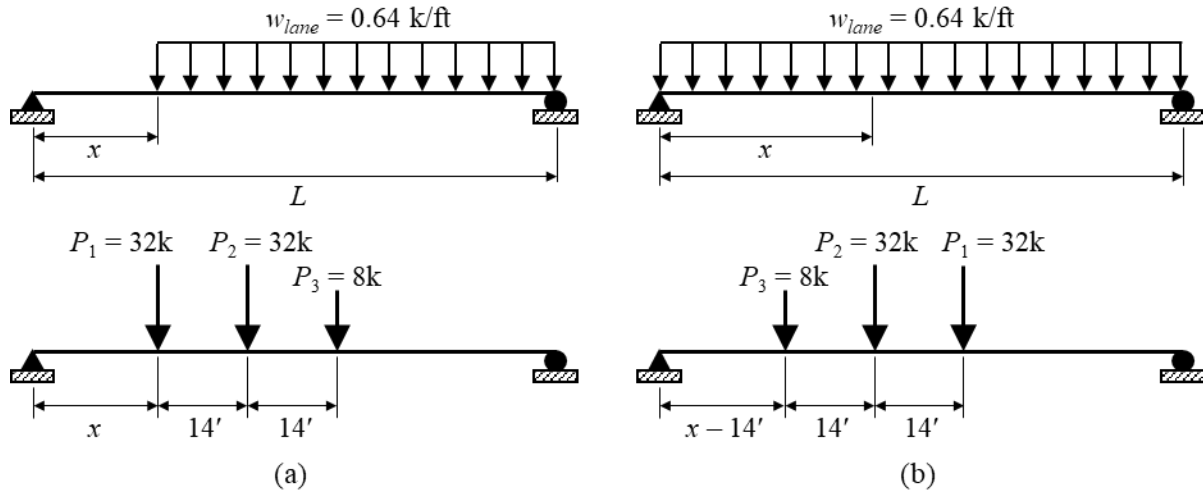 w_lane = 0.64 k/ft
x
L
P₁ = 32k P₂ = 32k
P₃ = 8k
x 14′ 14′
(a)
w_lane = 0.64 k/ft
x
L
P₂ = 32k P₁ = 32k
P₃ = 8k
x − 14′ 14′ 14′
(b)